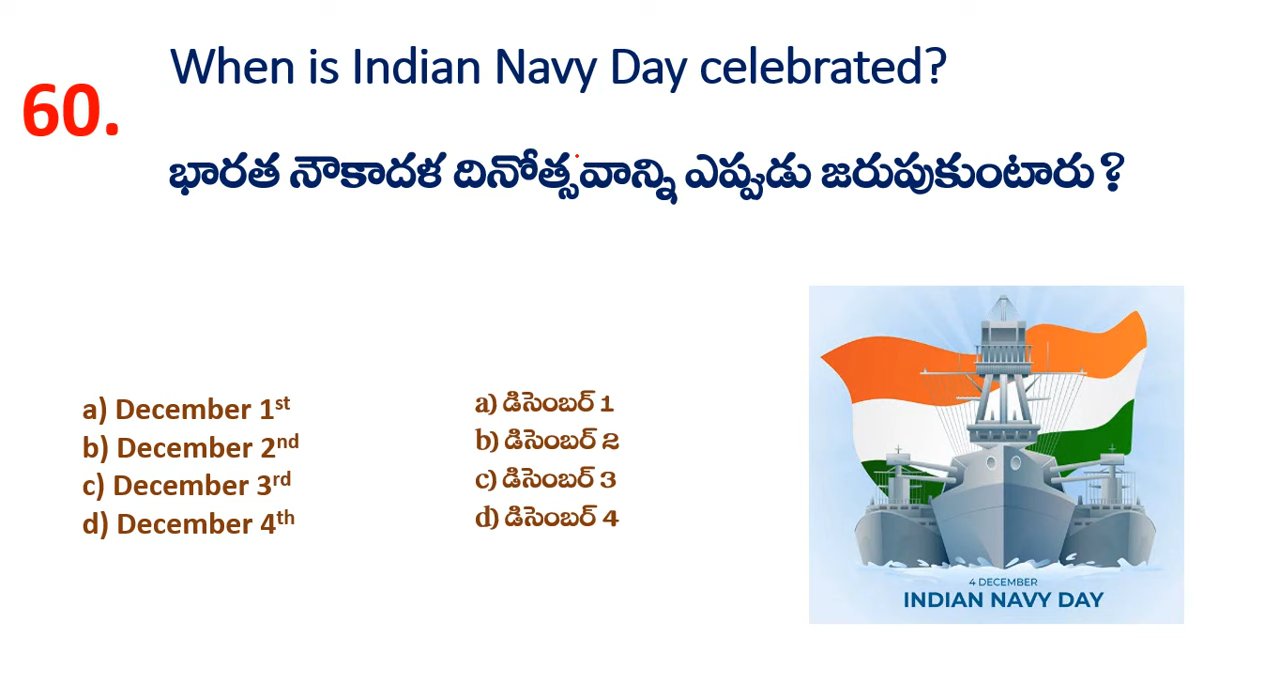 When is Indian Navy Day celebrated?
60.
భారత నౌకాదళ దినోత్సవాన్ని ఎప్పుడు జరుపుకుంటారు?
a) December 1st
b) December 2nd
c) December 3rd
d) December 4th
a) డిసెంబర్ 1
b) డిసెంబర్ 2
c) డిసెంబర్ 3
d) డిసెంబర్ 4
4 DECEMBER
INDIAN NAVY DAY